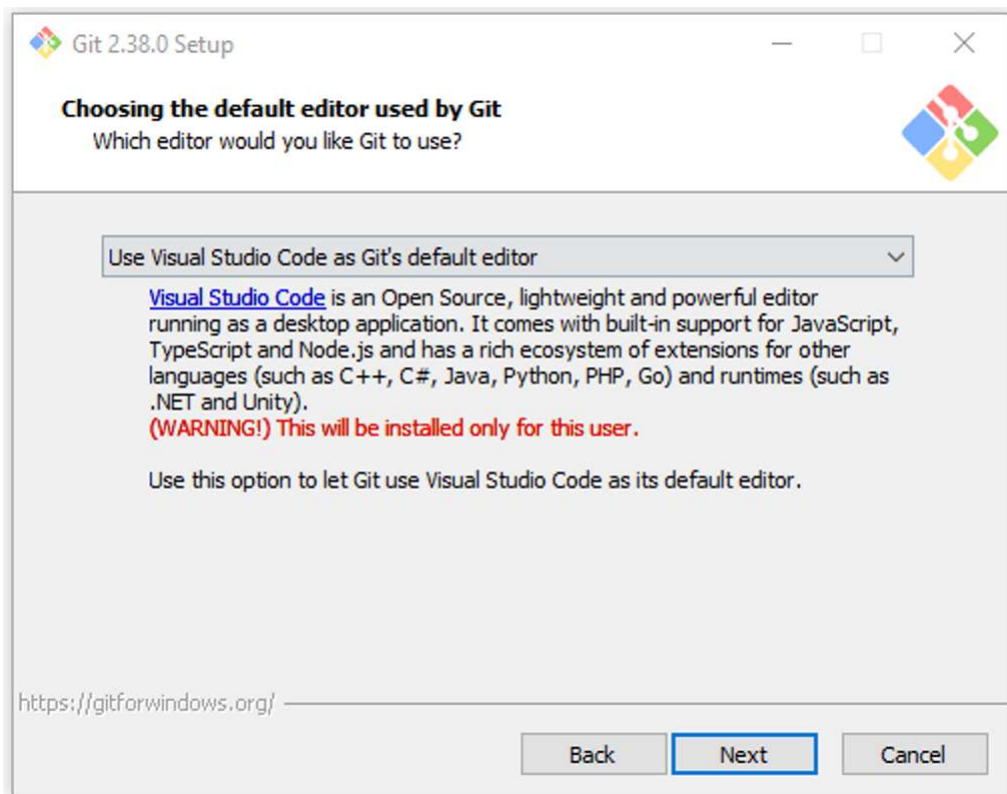 Git 2.38.0 Setup
Choosing the default editor used by Git
Which editor would you like Git to use?
Use Visual Studio Code as Git's default editor
Visual Studio Code is an Open Source, lightweight and powerful editor
running as a desktop application. It comes with built-in support for JavaScript,
TypeScript and Node.js and has a rich ecosystem of extensions for other
languages (such as C++, C#, Java, Python, PHP, Go) and runtimes (such as
.NET and Unity).
(WARNING!) This will be installed only for this user.
Use this option to let Git use Visual Studio Code as its default editor.
https://gitforwindows.org/
Back Next Cancel